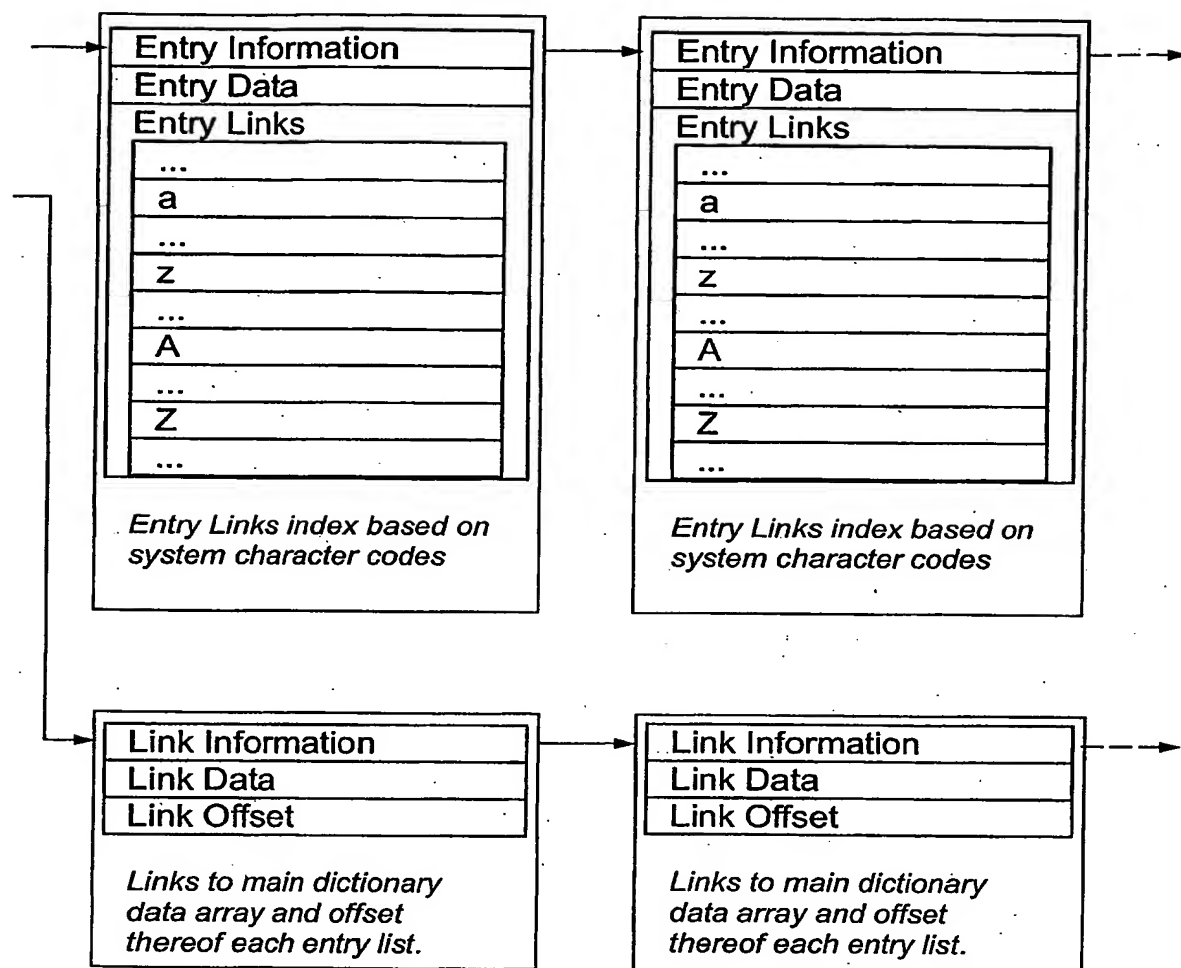 Entry Information
Entry Data
Entry Links
...
a
...
z
...
A
...
Z
...
Entry Links index based on
system character codes
Entry Information
Entry Data
Entry Links
...
a
...
z
...
A
...
Z
...
Entry Links index based on
system character codes
Link Information
Link Data
Link Offset
Links to main dictionary
data array and offset
thereof each entry list.
Link Information
Link Data
Link Offset
Links to main dictionary
data array and offset
thereof each entry list.